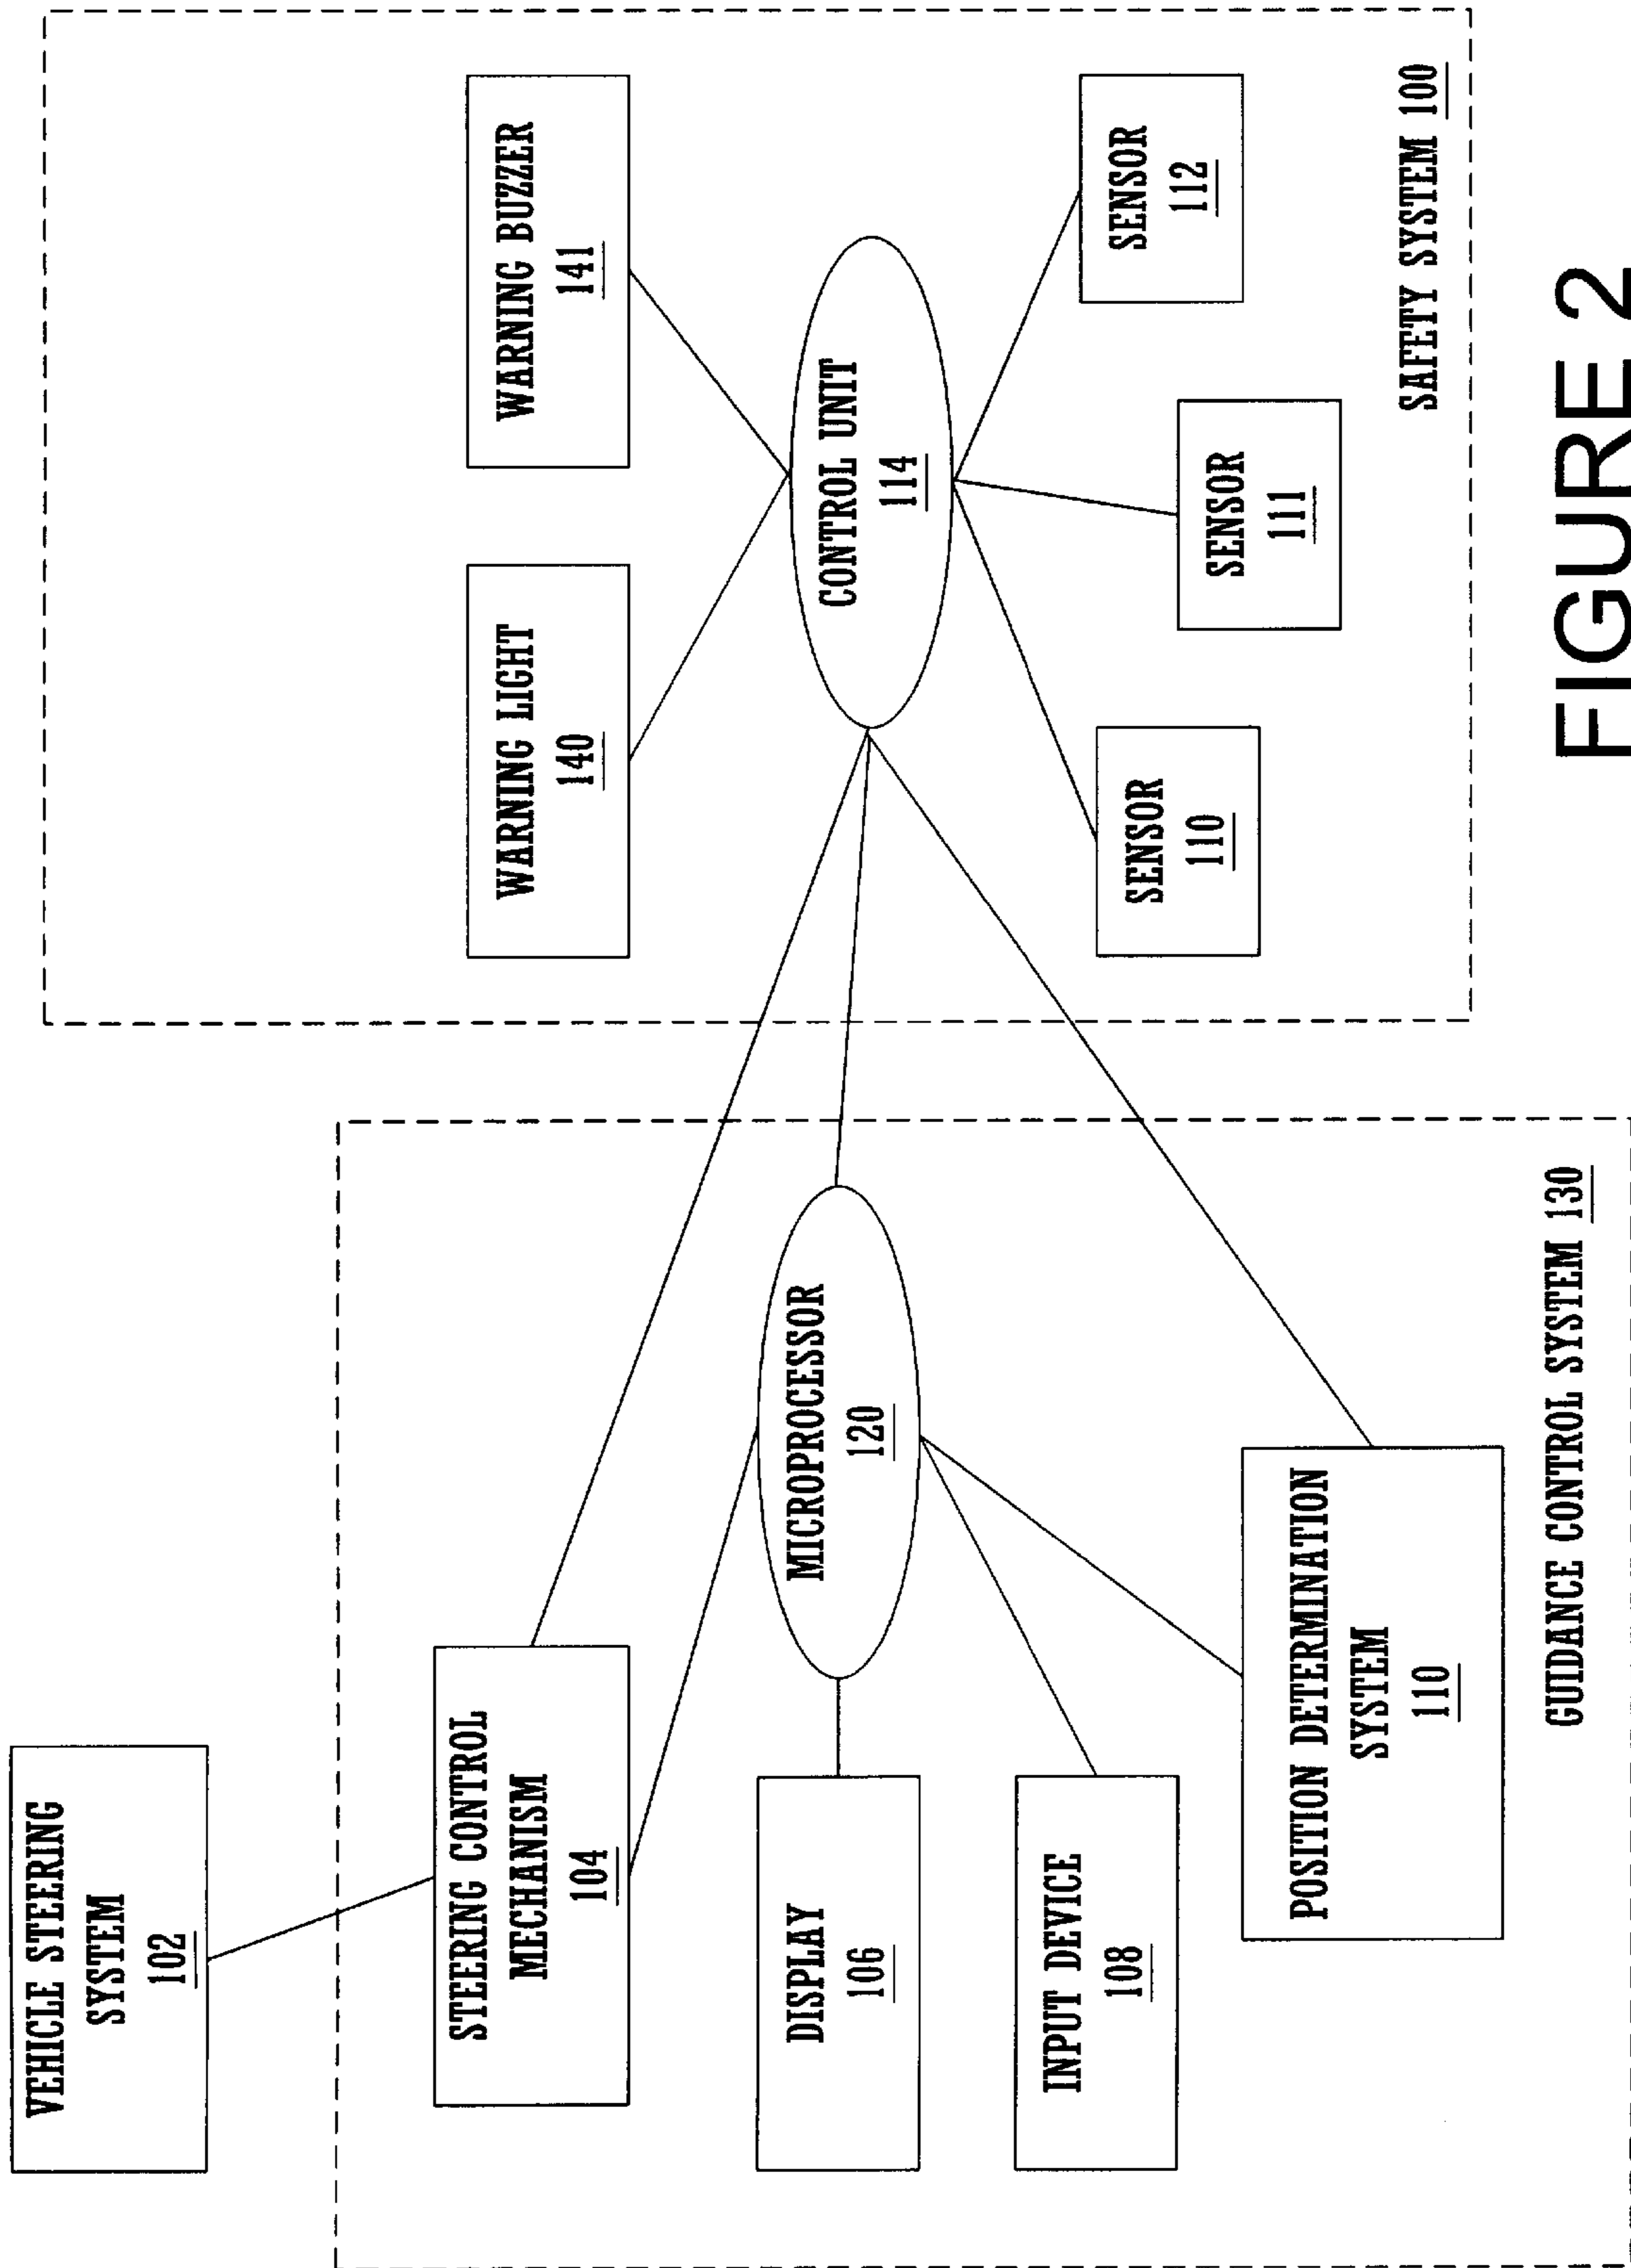 VEHICLE STEERING
SYSTEM
102
STEERING CONTROL
MECHANISM
104
DISPLAY
106
INPUT DEVICE
108
POSITION DETERMINATION
SYSTEM
110
MICROPROCESSOR
120
GUIDANCE CONTROL SYSTEM 130
WARNING LIGHT
140
WARNING BUZZER
141
CONTROL UNIT
114
SENSOR
110
SENSOR
111
SENSOR
112
SAFETY SYSTEM 100
FIGURE 2